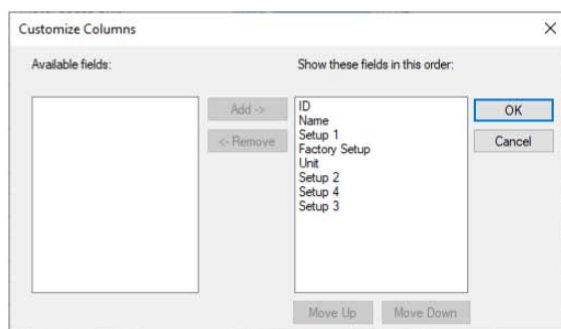 Customize Columns
Available fields:
Show these fields in this order:
Add ->
<- Remove
ID
Name
Setup 1
Factory Setup
Unit
Setup 2
Setup 4
Setup 3
OK
Cancel
Move Up
Move Down